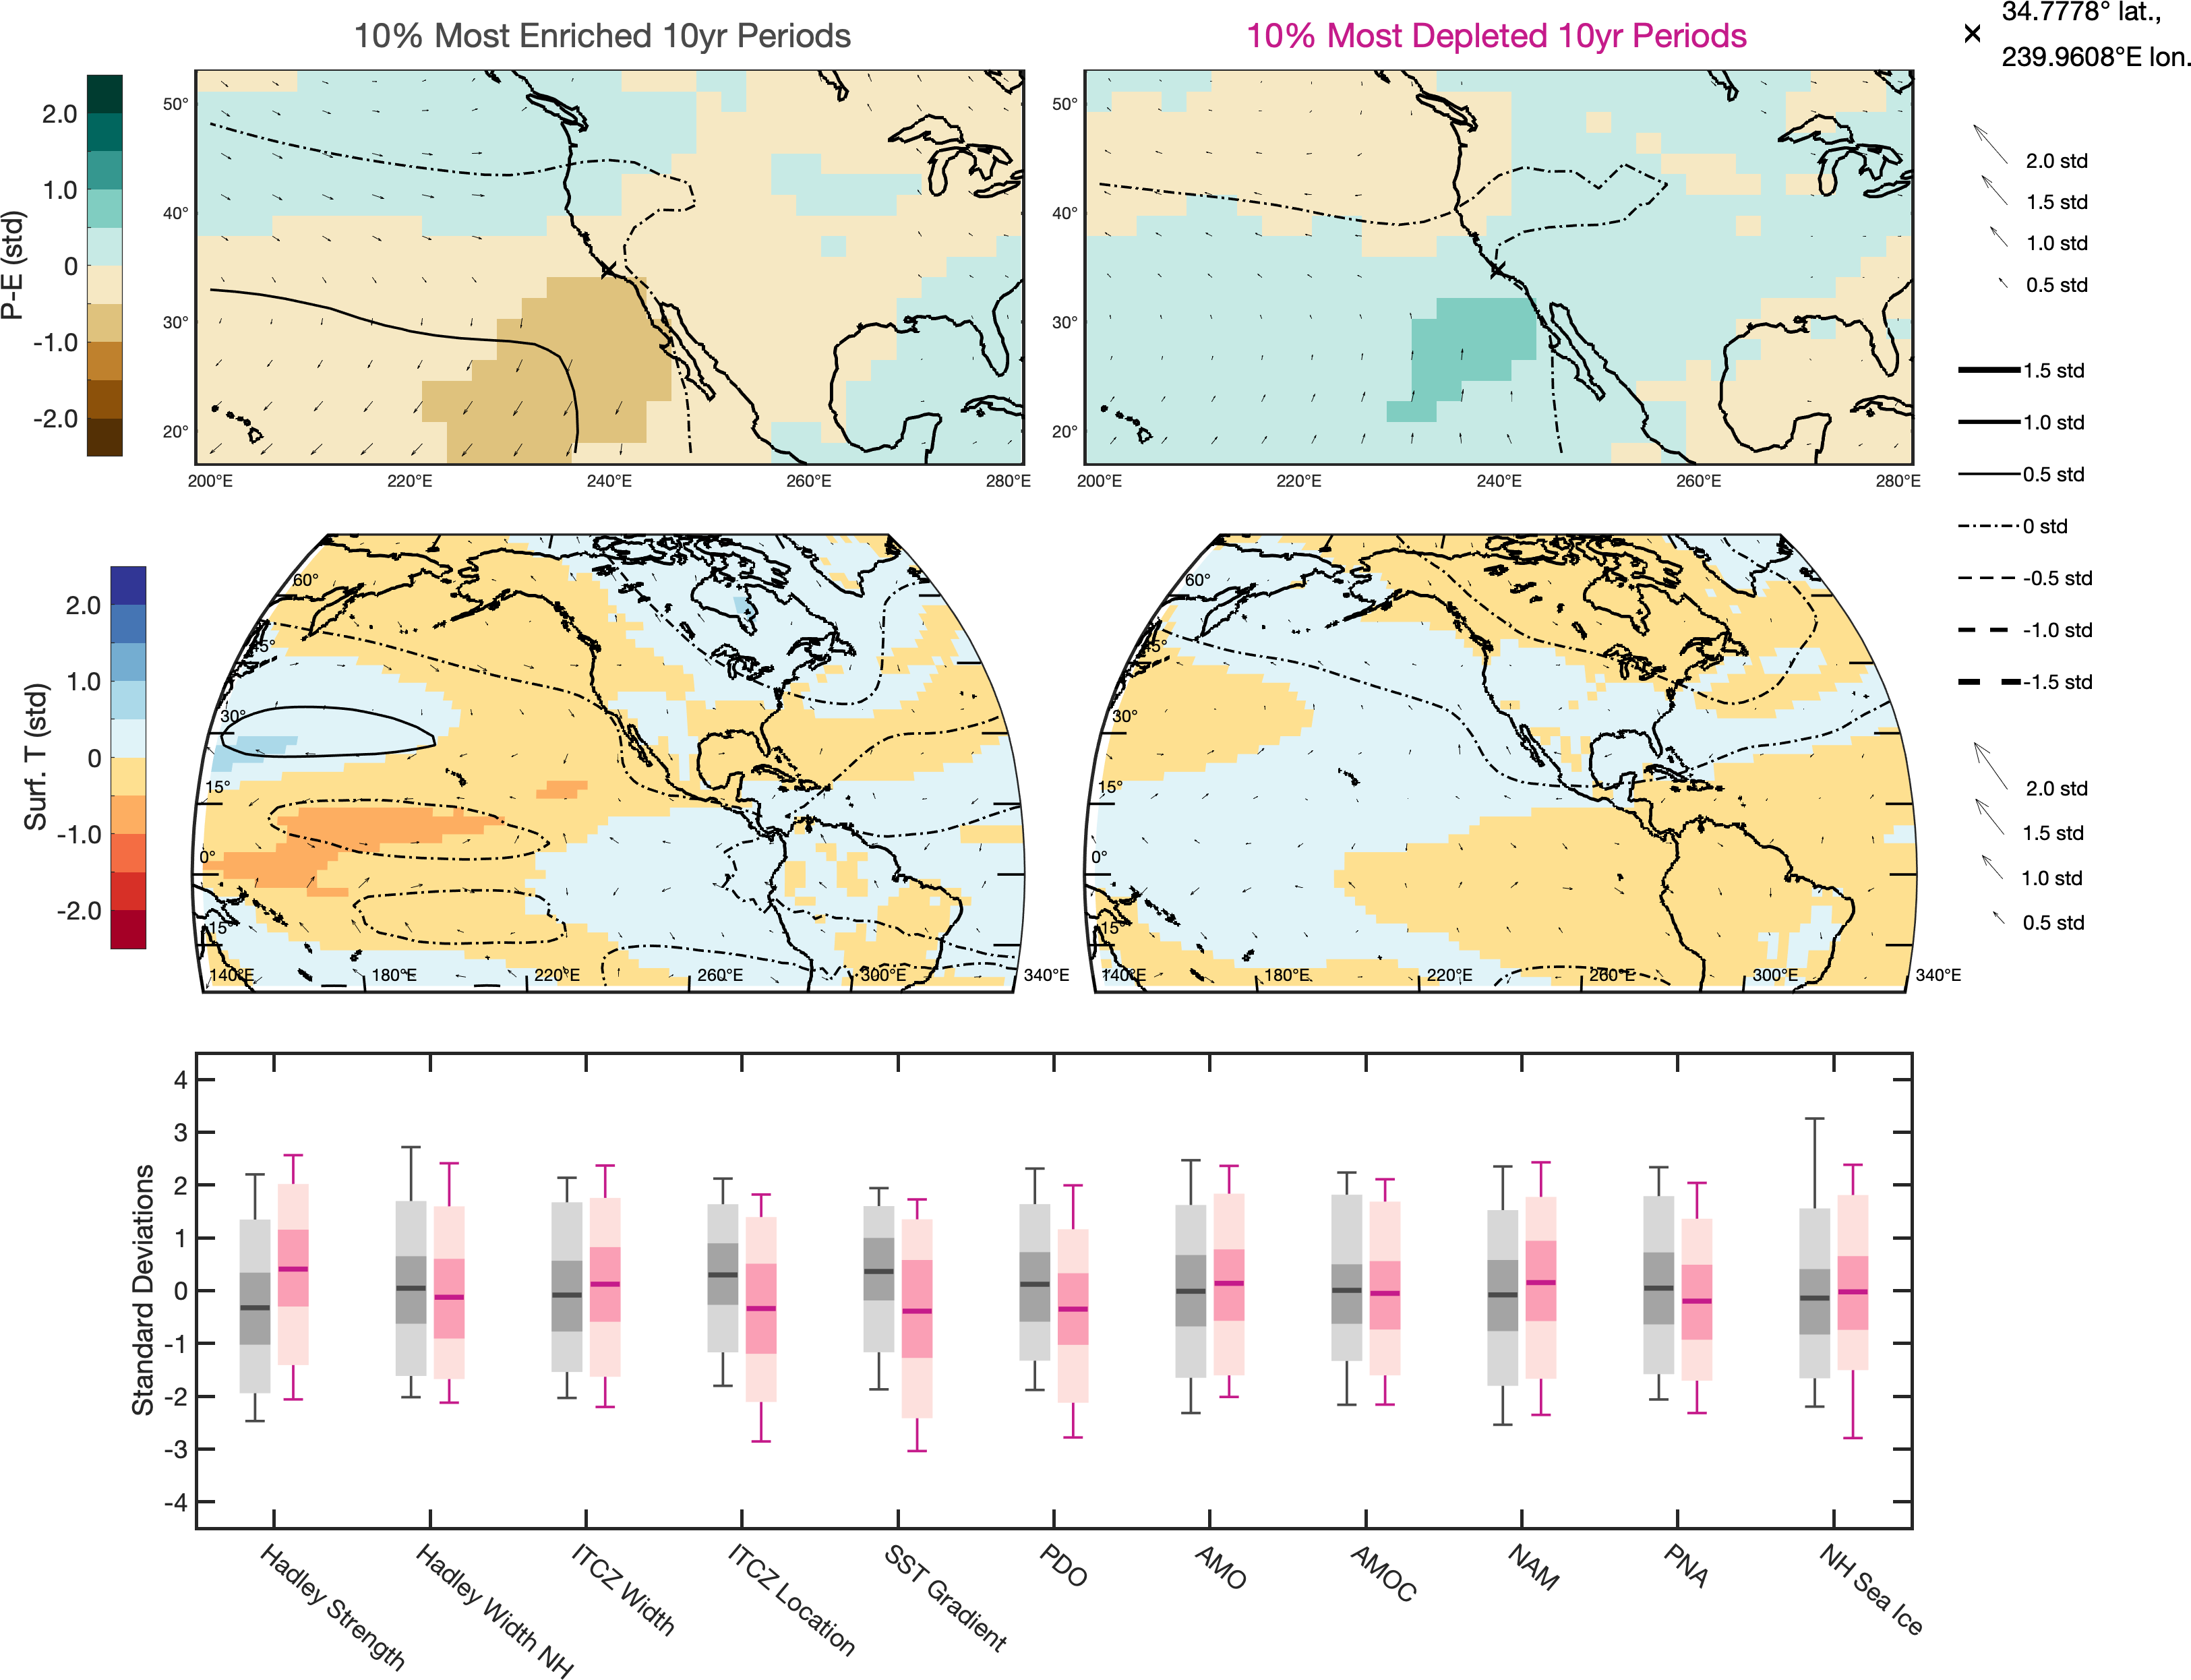 10% Most Enriched 10yr Periods
10% Most Depleted 10yr Periods
34.7778° lat.,
239.9608°E lon.
P-E (std)
2.0
1.0
0
-1.0
-2.0
50°
40°
30°
20°
200°E
220°E
240°E
260°E
280°E
50°
40°
30°
20°
200°E
220°E
240°E
260°E
280°E
2.0 std
1.5 std
1.0 std
0.5 std
1.5 std
1.0 std
0.5 std
0 std
-0.5 std
-1.0 std
-1.5 std
Surf. T (std)
2.0
1.0
0
-1.0
-2.0
60°
45°
30°
15°
0°
-15°
140°E
180°E
220°E
260°E
300°E
340°E
60°
45°
30°
15°
0°
-15°
140°E
180°E
220°E
260°E
300°E
340°E
2.0 std
1.5 std
1.0 std
0.5 std
Standard Deviations
4
3
2
1
0
-1
-2
-3
-4
Hadley Strength
Hadley Width NH
ITCZ Width
ITCZ Location
SST Gradient
PDO
AMO
AMOC
NAM
PNA
NH Sea Ice